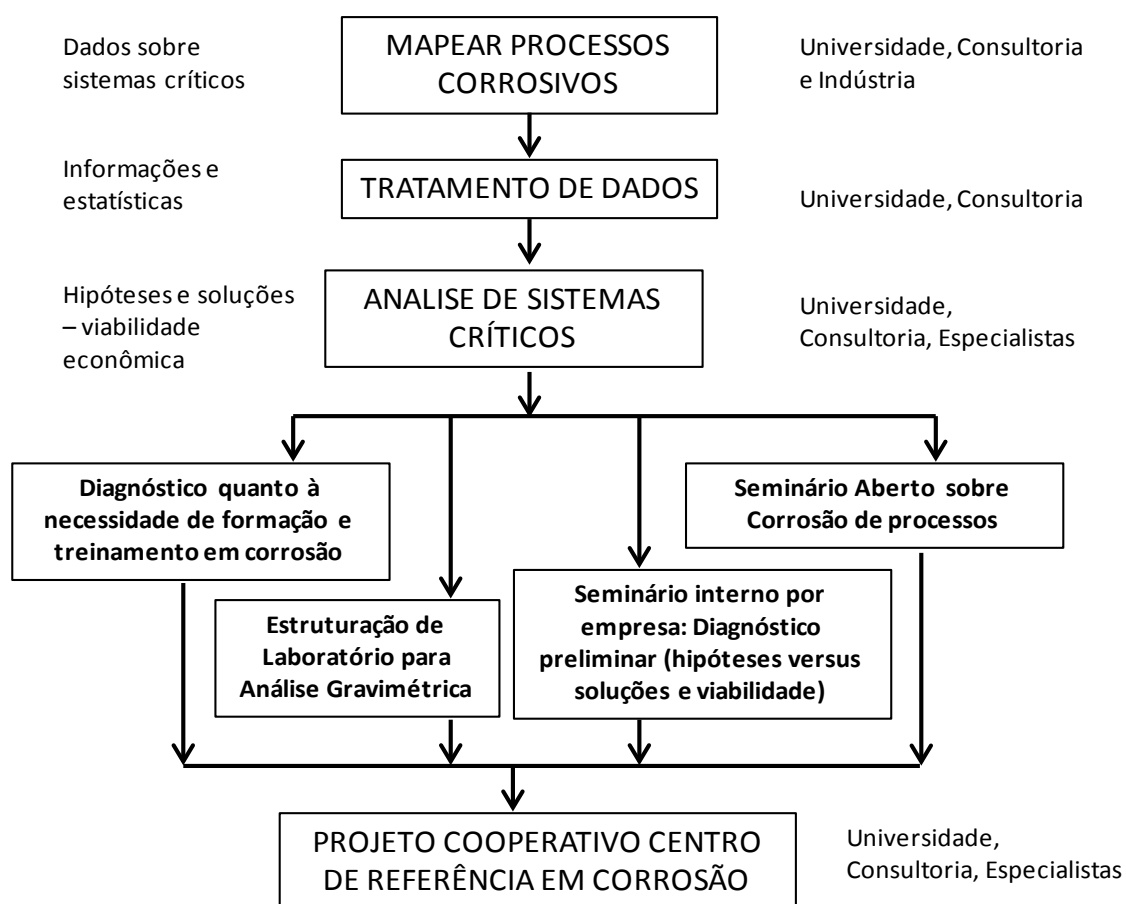 Dados sobre
sistemas críticos
MAPEAR PROCESSOS
CORROSIVOS
Universidade, Consultoria
e Indústria
Informações e
estatísticas
TRATAMENTO DE DADOS
Universidade, Consultoria
Hipóteses e soluções
– viabilidade
econômica
ANALISE DE SISTEMAS
CRÍTICOS
Universidade,
Consultoria, Especialistas
Diagnóstico quanto à
necessidade de formação e
treinamento em corrosão
Estruturação de
Laboratório para
Análise Gravimétrica
Seminário interno por
empresa: Diagnóstico
preliminar (hipóteses versus
soluções e viabilidade)
Seminário Aberto sobre
Corrosão de processos
PROJETO COOPERATIVO CENTRO
DE REFERÊNCIA EM CORROSÃO
Universidade,
Consultoria, Especialistas